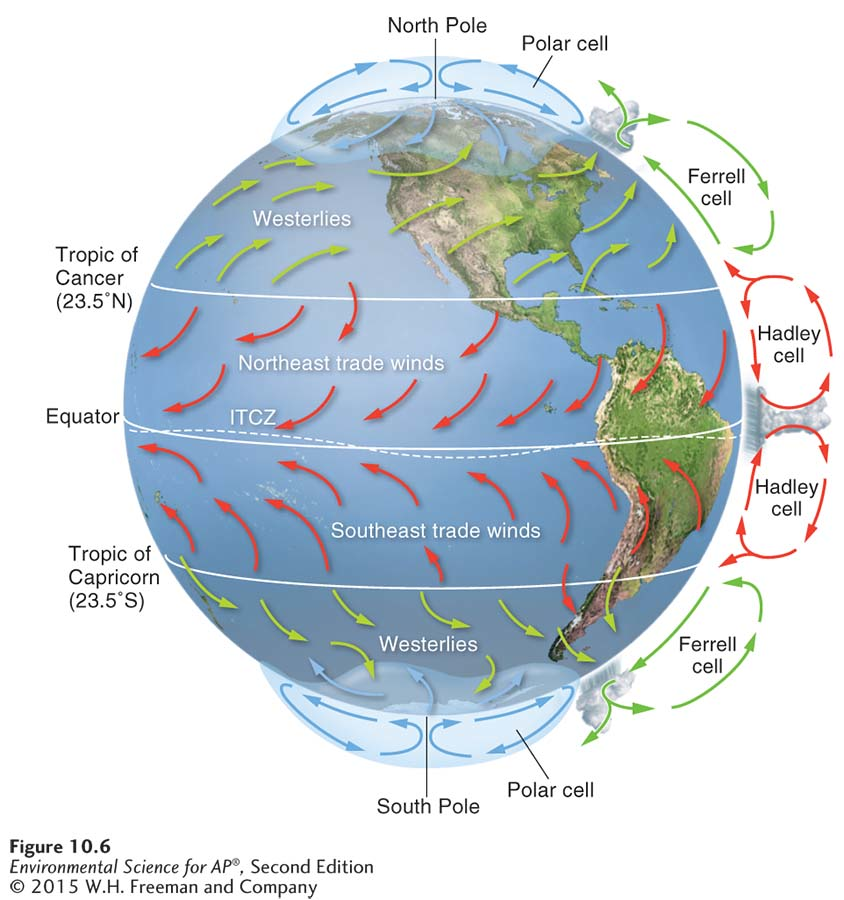 North Pole
Polar cell
Ferrell
cell
Westerlies
Tropic of
Cancer
(23.5˚N)
Hadley
cell
Northeast trade winds
Equator
ITCZ
Hadley
cell
Southeast trade winds
Tropic of
Capricorn
(23.5˚S)
Westerlies
Ferrell
cell
Polar cell
South Pole
Figure 10.6
Environmental Science for AP®, Second Edition
© 2015 W.H. Freeman and Company